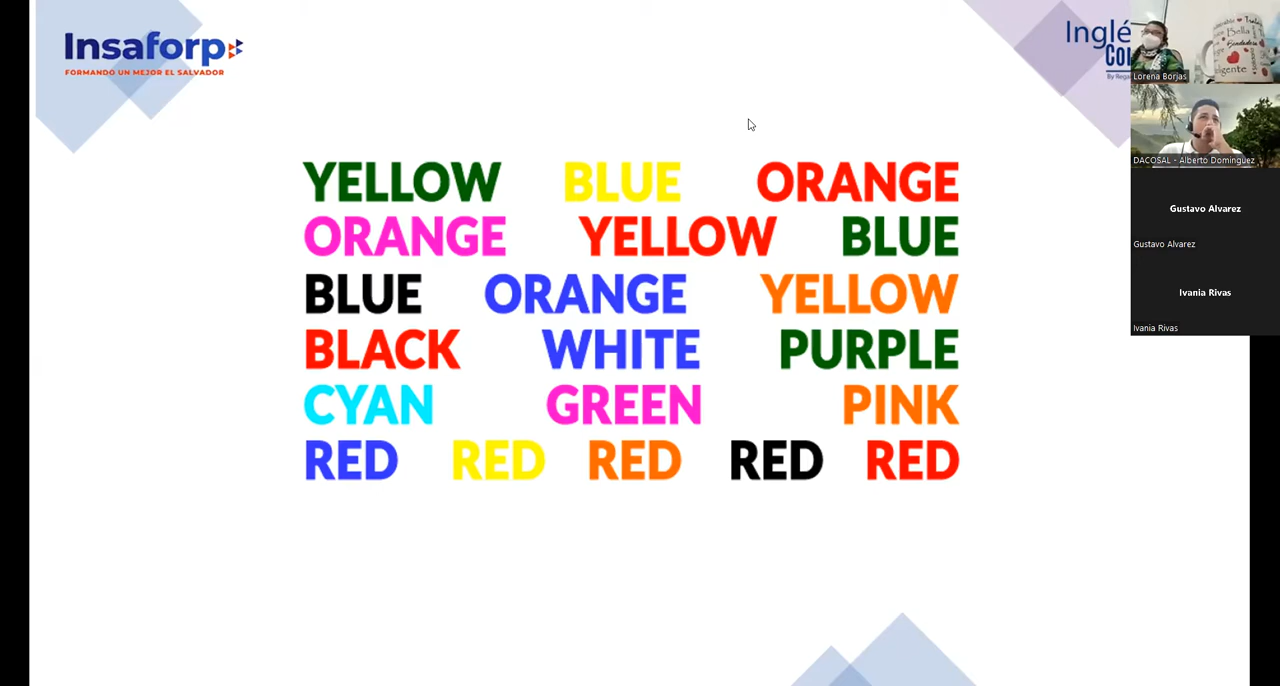 Insaforp
FORMANDO UN MEJOR EL SALVADOR
YELLOW BLUE ORANGE
ORANGE YELLOW BLUE
BLUE ORANGE YELLOW
BLACK WHITE PURPLE
CYAN GREEN PINK
RED RED RED RED RED
Lorena Borjas
Bella
DACOSAL - Alberto Dominguez
Gustavo Alvarez
Gustavo Alvarez
Ivania Rivas
Ivania Rivas